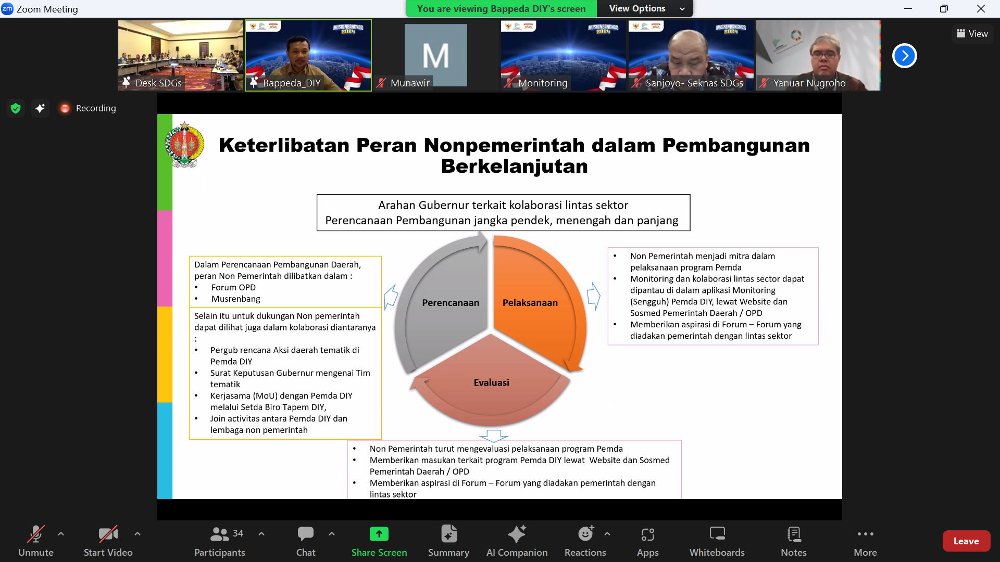 Zoom Meeting
You are viewing Bappeda DIY's screen
View Options
MUSRENBANGNAS
2024
MUSRENBANGNAS
2024
MUSRENBANGNAS
2024
M
View
Desk SDGs
Bappeda_DIY
Munawir
Monitoring
Sanjoyo- Seknas SDGs
Yanuar Nugroho
Recording
Keterlibatan Peran Nonpemerintah dalam Pembangunan
Berkelanjutan
Arahan Gubernur terkait kolaborasi lintas sektor
Perencanaan Pembangunan jangka pendek, menengah dan panjang
Dalam Perencanaan Pembangunan Daerah,
peran Non Pemerintah dilibatkan dalam :
• Forum OPD
• Musrenbang
Selain itu untuk dukungan Non pemerintah
dapat dilihat juga dalam kolaborasi diantaranya
:
• Pergub rencana Aksi daerah tematik di
Pemda DIY
• Surat Keputusan Gubernur mengenai Tim
tematik
• Kerjasama (MoU) dengan Pemda DIY
melalui Setda Biro Tapem DIY,
• Join activitas antara Pemda DIY dan
lembaga non pemerintah
Perencanaan
Pelaksanaan
Evaluasi
• Non Pemerintah menjadi mitra dalam
pelaksanaan program Pemda
• Monitoring dan kolaborasi lintas sector dapat
dipantau di dalam aplikasi Monitoring
(Sengguh) Pemda DIY, lewat Website dan
Sosmed Pemerintah Daerah / OPD
• Memberikan aspirasi di Forum – Forum yang
diadakan pemerintah dengan lintas sektor
• Non Pemerintah turut mengevaluasi pelaksanaan program Pemda
• Memberikan masukan terkait program Pemda DIY lewat Website dan Sosmed
Pemerintah Daerah / OPD
• Memberikan aspirasi di Forum – Forum yang diadakan pemerintah dengan
lintas sektor
Unmute
Start Video
34
Participants
Chat
Share Screen
Summary
AI Companion
Reactions
Apps
Whiteboards
Notes
More
Leave